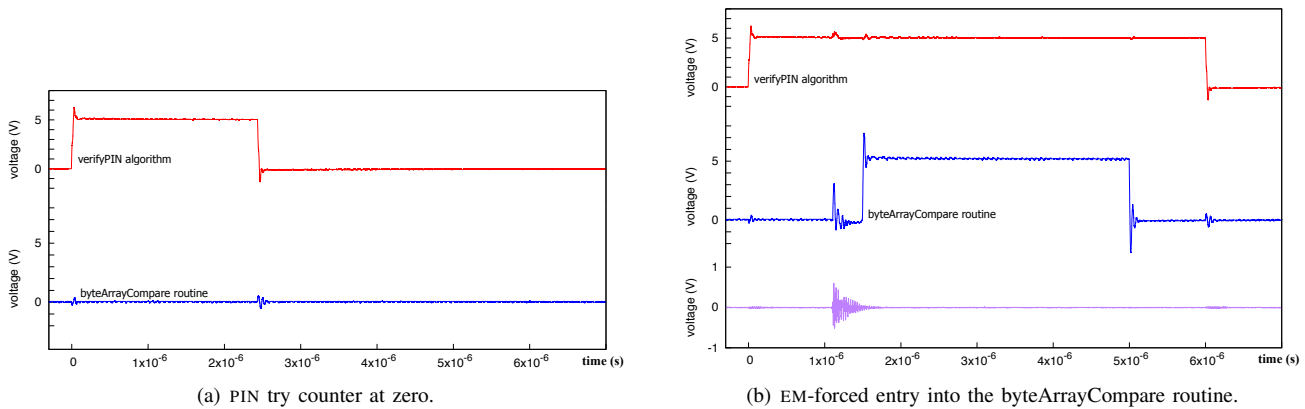 voltage (V)
5
0
verifyPIN algorithm
voltage (V)
5
0
byteArrayCompare routine
0
1x10-6
2x10-6
3x10-6
4x10-6
5x10-6
6x10-6
time (s)
(a) PIN try counter at zero.
voltage (V)
5
0
verifyPIN algorithm
voltage (V)
5
0
byteArrayCompare routine
voltage (V)
1
0
-1
0
1x10-6
2x10-6
3x10-6
4x10-6
5x10-6
6x10-6
time (s)
(b) EM-forced entry into the byteArrayCompare routine.